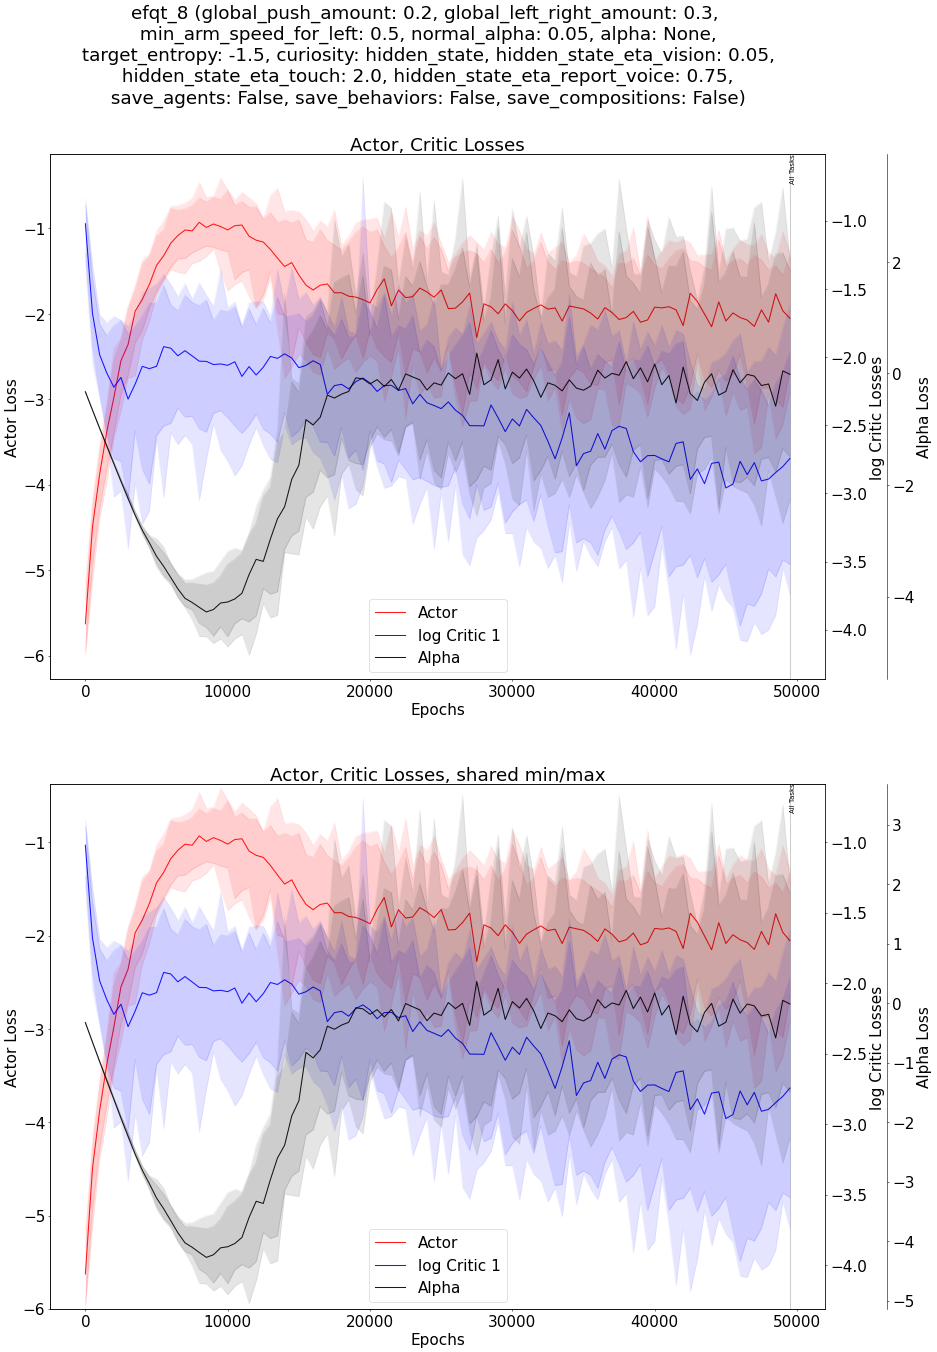 efqt_8 (global_push_amount: 0.2, global_left_right_amount: 0.3,
min_arm_speed_for_left: 0.5, normal_alpha: 0.05, alpha: None,
target_entropy: -1.5, curiosity: hidden_state, hidden_state_eta_vision: 0.05,
hidden_state_eta_touch: 2.0, hidden_state_eta_report_voice: 0.75,
save_agents: False, save_behaviors: False, save_compositions: False)
Actor, Critic Losses
All Tasks
−1
−2
−3
−4
−5
−6
Actor Loss
−1.0
−1.5
−2.0
−2.5
−3.0
−3.5
−4.0
log Critic Losses
2
0
−2
−4
Alpha Loss
Actor
log Critic 1
Alpha
0 10000 20000 30000 40000 50000
Epochs
Actor, Critic Losses, shared min/max
All Tasks
−1
−2
−3
−4
−5
−6
Actor Loss
−1.0
−1.5
−2.0
−2.5
−3.0
−3.5
−4.0
log Critic Losses
3
2
1
0
−1
−2
−3
−4
−5
Alpha Loss
Actor
log Critic 1
Alpha
0 10000 20000 30000 40000 50000
Epochs